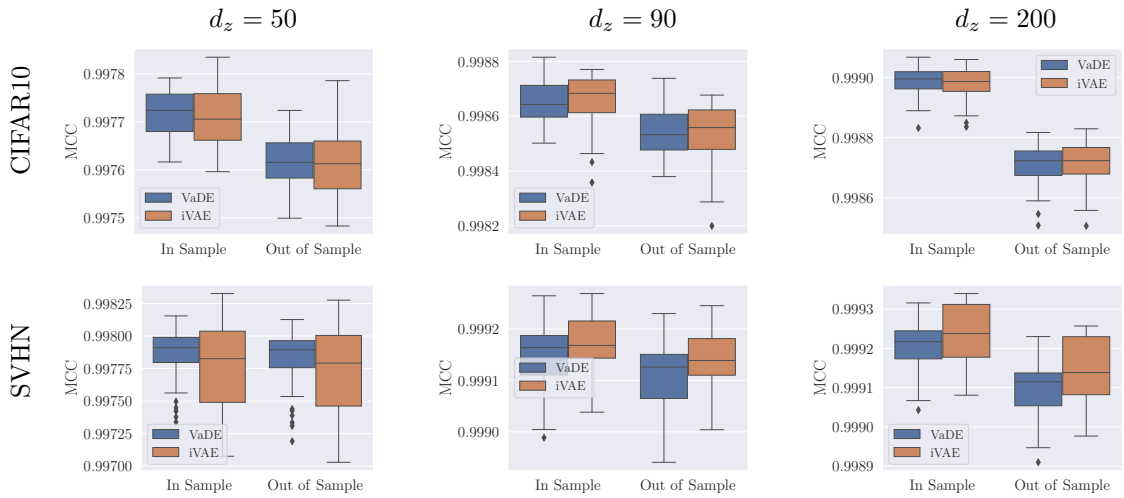 d_z = 50
d_z = 90
d_z = 200
CIFAR10
MCC
0.9978
0.9977
0.9976
0.9975
VaDE
iVAE
In Sample
Out of Sample
MCC
0.9988
0.9986
0.9984
0.9982
VaDE
iVAE
In Sample
Out of Sample
MCC
0.9990
0.9988
0.9986
VaDE
iVAE
In Sample
Out of Sample
SVHN
MCC
0.99825
0.99800
0.99775
0.99750
0.99725
0.99700
VaDE
iVAE
In Sample
Out of Sample
MCC
0.9992
0.9991
0.9990
VaDE
iVAE
In Sample
Out of Sample
MCC
0.9993
0.9992
0.9991
0.9990
0.9989
VaDE
iVAE
In Sample
Out of Sample